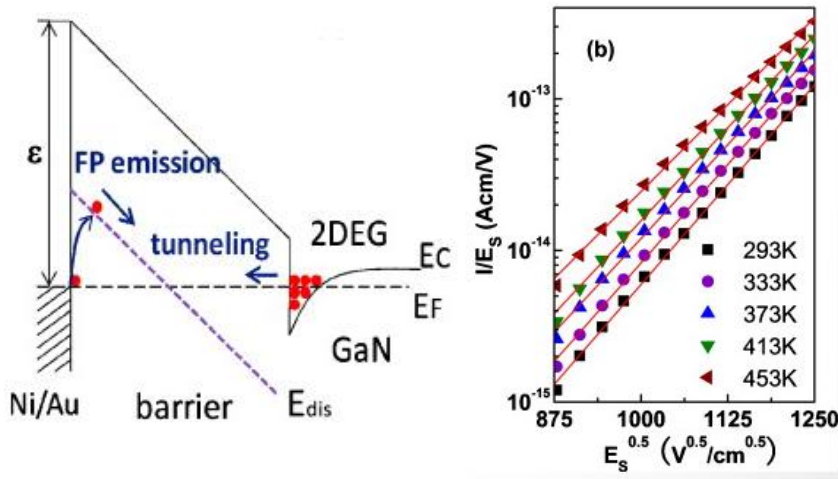 ε
FP emission
tunneling
2DEG
EC
EF
GaN
Ni/Au
barrier
Edis
(b)
I/ES (Acm/V)
10-13
10-14
10-15
293K
333K
373K
413K
453K
875 1000 1125 1250
ES0.5 (V0.5/cm0.5)